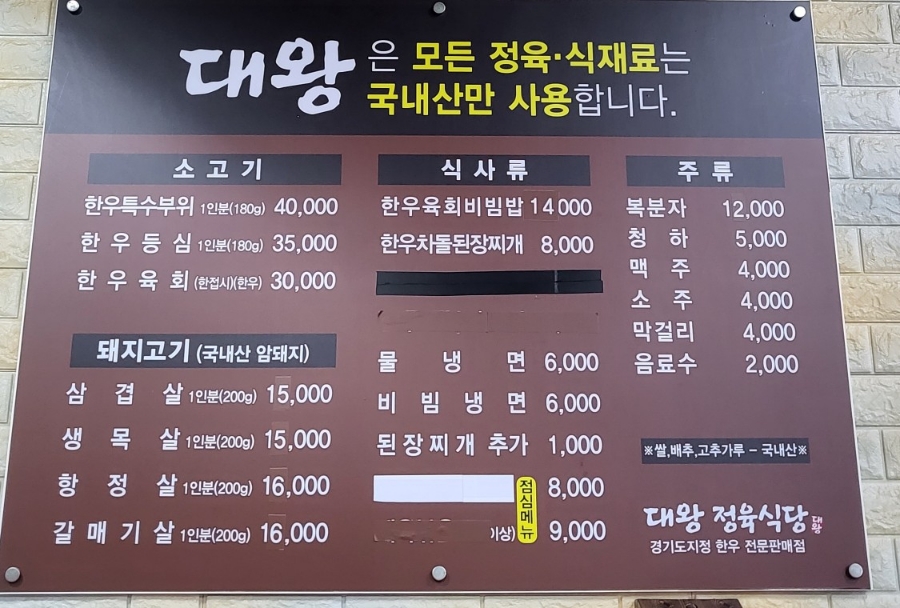 대왕은 모든 정육·식재료는
국내산만 사용합니다.
소고기
한우특수부위 1인분(180g) 40,000
한우등심 1인분(180g) 35,000
한우육회 (한접시)(한우) 30,000
돼지고기 (국내산 암돼지)
삼겹살 1인분(200g) 15,000
생목살 1인분(200g) 15,000
항정살 1인분(200g) 16,000
갈매기살 1인분(200g) 16,000
식사류
한우육회비빔밥 14000
한우차돌된장찌개 8,000
물냉면 6,000
비빔냉면 6,000
된장찌개 추가 1,000
점심메뉴
8,000
이상) 9,000
주류
복분자 12,000
청하 5,000
맥주 4,000
소주 4,000
막걸리 4,000
음료수 2,000
※쌀,배추,고추가루 - 국내산※
대왕 정육식당 대왕
경기도지정 한우 전문판매점